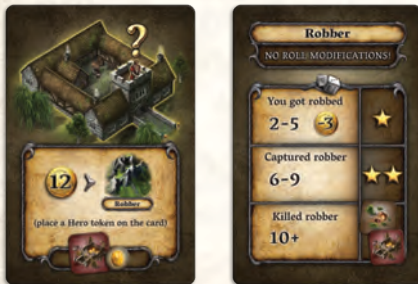 ?
12
Robber
(place a Hero token on the card)
Robber
NO ROLL MODIFICATIONS!
You got robbed
2-5 -3
Captured robber
6-9
Killed robber
10+